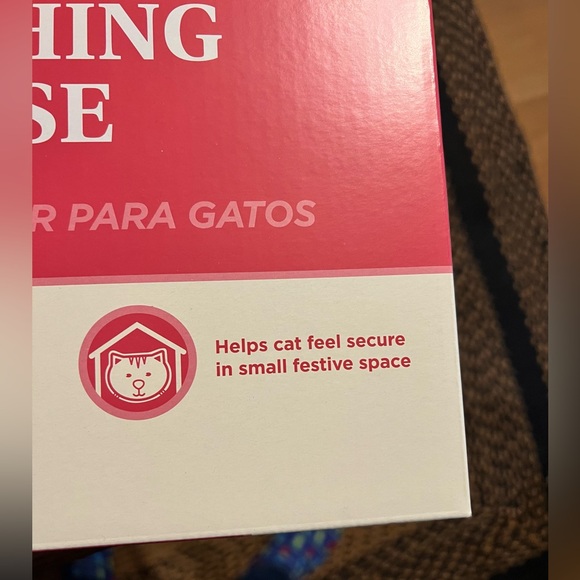 HING
SE
R PARA GATOS
Helps cat feel secure
in small festive space